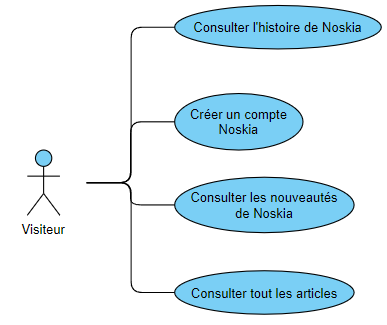 Consulter l'histoire de Noskia
Créer un compte
Noskia
Visiteur
Consulter les nouveautés
de Noskia
Consulter tout les articles